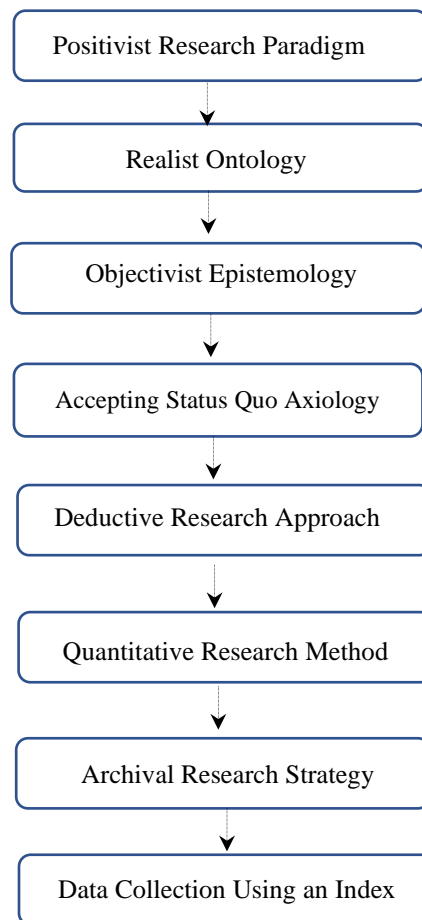 Positivist Research Paradigm
Realist Ontology
Objectivist Epistemology
Accepting Status Quo Axiology
Deductive Research Approach
Quantitative Research Method
Archival Research Strategy
Data Collection Using an Index